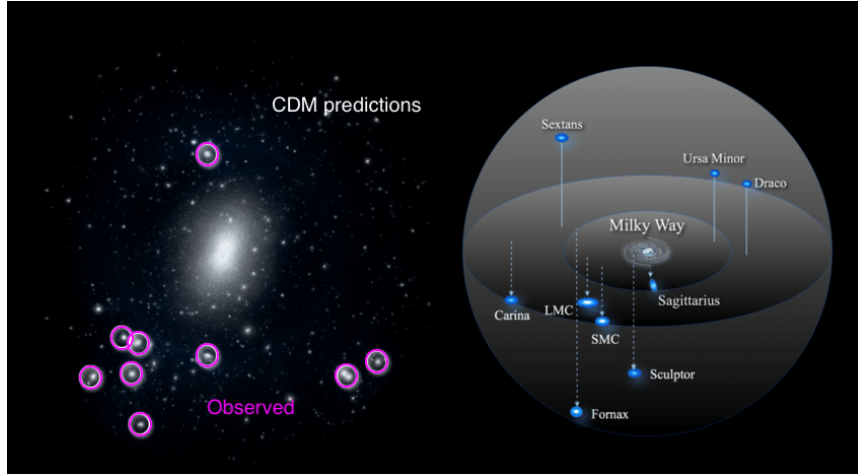 CDM predictions
Observed
Sextans
Ursa Minor
Draco
Milky Way
Sagittarius
Carina
LMC
SMC
Sculptor
Fornax